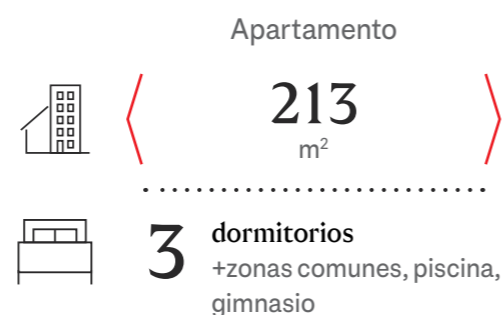 Apartamento
213
m²
3 dormitorios
+zonas comunes, piscina,
gimnasio